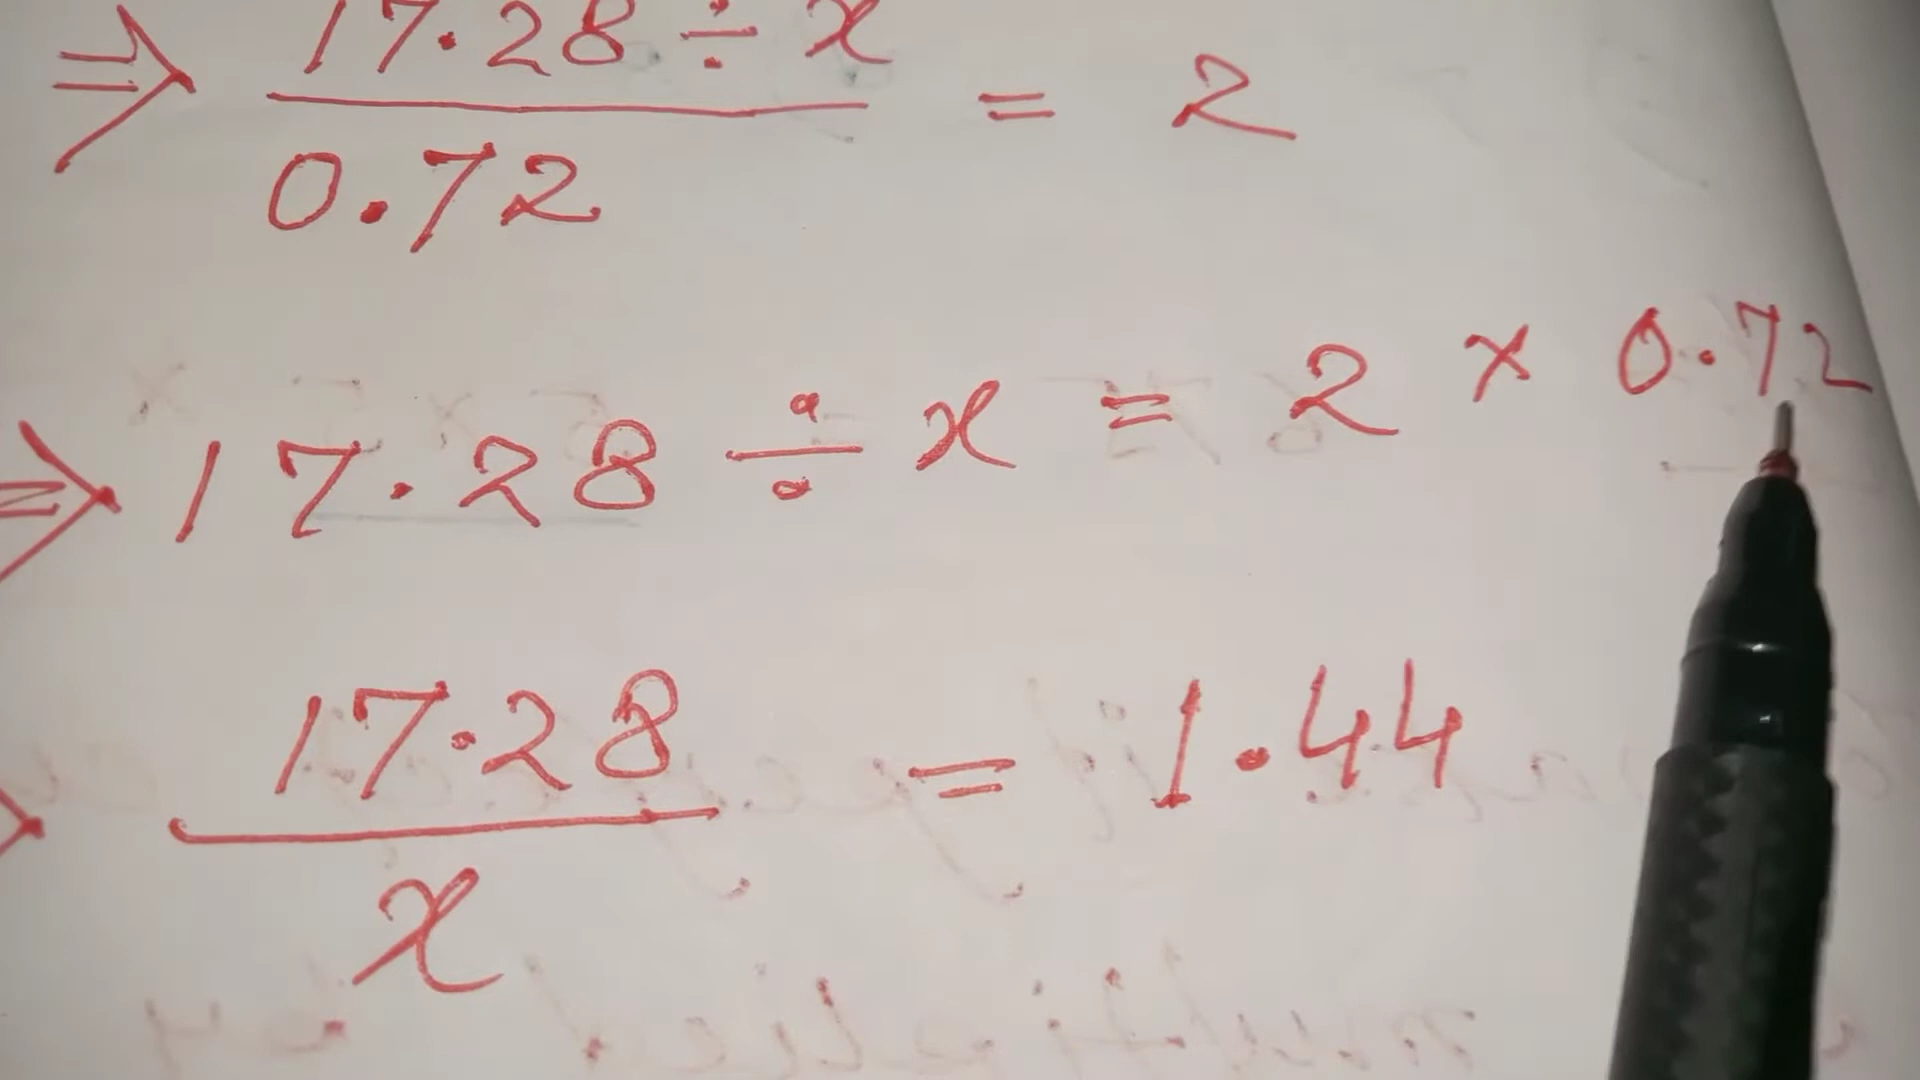 ⇒ 17.28 ÷ x
0.72 = 2
⇒ 17.28 ÷ x = 2 × 0.72
17.28
x = 1.44